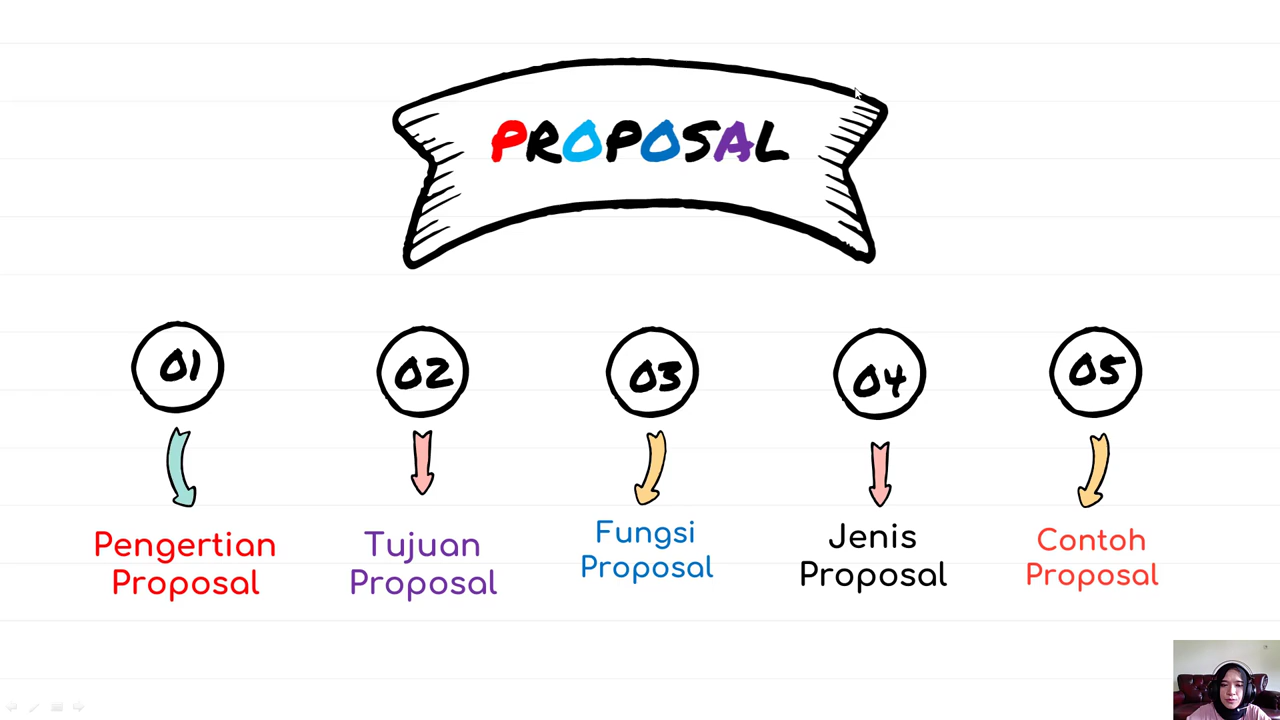 PROPOSAL
01
02
03
04
05
Pengertian
Proposal
Tujuan
Proposal
Fungsi
Proposal
Jenis
Proposal
Contoh
Proposal